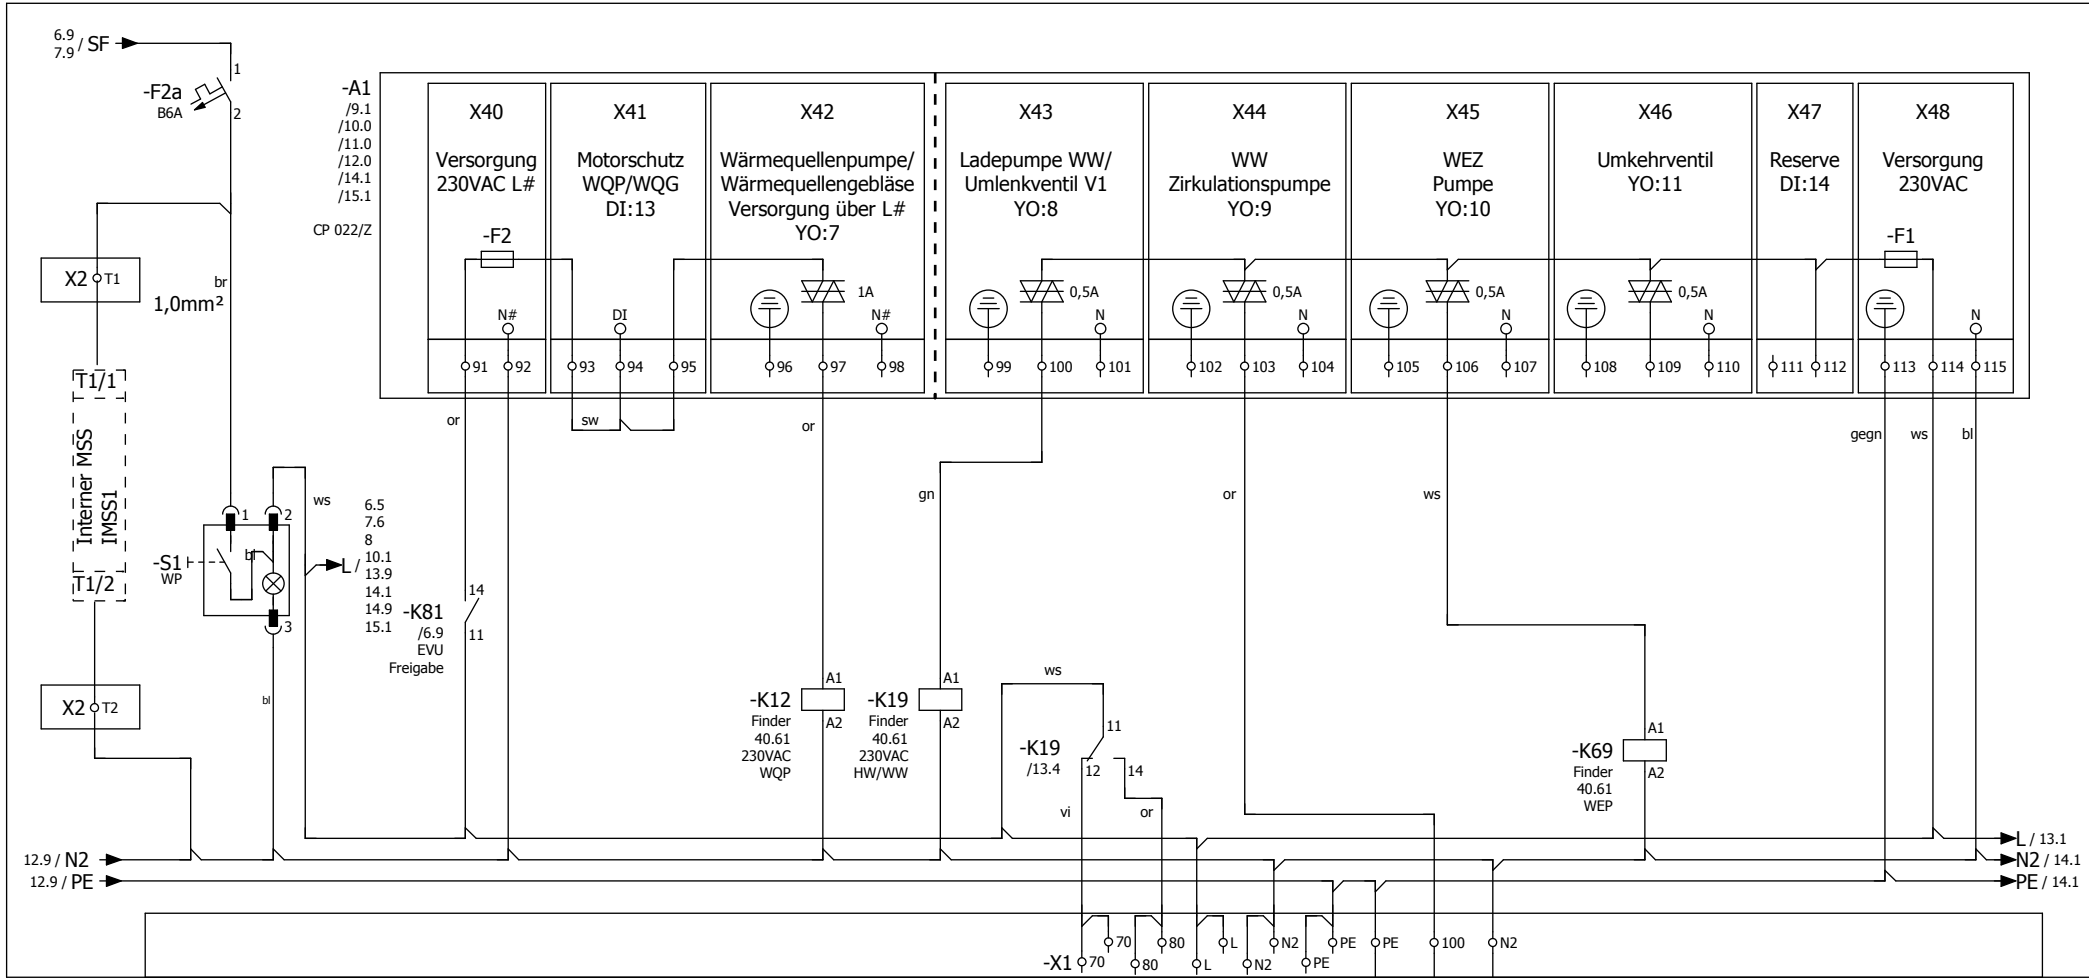 6.9
7.9 / SF
-F2a
B6A
1
2
-A1
/9.1
/10.0
/11.0
/12.0
/14.1
/15.1
CP 022/Z
X40
Versorgung
230VAC L#
-F2
N#
91
92
X41
Motorschutz
WQP/WQG
DI:13
DI
93
94
95
X42
Wärmequellenpumpe/
Wärmequellengebläse
Versorgung über L#
YO:7
1A
N#
96
97
98
X43
Ladepumpe WW/
Umlenkventil V1
YO:8
0,5A
N
99
100
101
X44
WW
Zirkulationspumpe
YO:9
0,5A
N
102
103
104
X45
WEZ
Pumpe
YO:10
0,5A
N
105
106
107
X46
Umkehrventil
YO:11
0,5A
N
108
109
110
X47
Reserve
DI:14
111
112
X48
Versorgung
230VAC
-F1
N
113
114
115
X2 T1
br
1,0mm²
T1/1
Interner MSS
IMSS1
T1/2
X2 T2
or
sw
or
gn
or
ws
gegn
ws
bl
1
2
ws
-S1
WP
bl
3
bl
L /
6.5
7.6
8
10.1
13.9
14.1
14.9
15.1
-K81
/6.9
EVU
Freigabe
14
11
-K12
Finder
40.61
230VAC
WQP
A1
A2
-K19
Finder
40.61
230VAC
HW/WW
A1
A2
ws
-K19
/13.4
11
12
14
vi
or
-K69
Finder
40.61
WEP
A1
A2
12.9 / N2
12.9 / PE
L / 13.1
N2 / 14.1
PE / 14.1
-X1
70
70
80
80
L
L
N2
N2
PE
PE
PE
100
N2